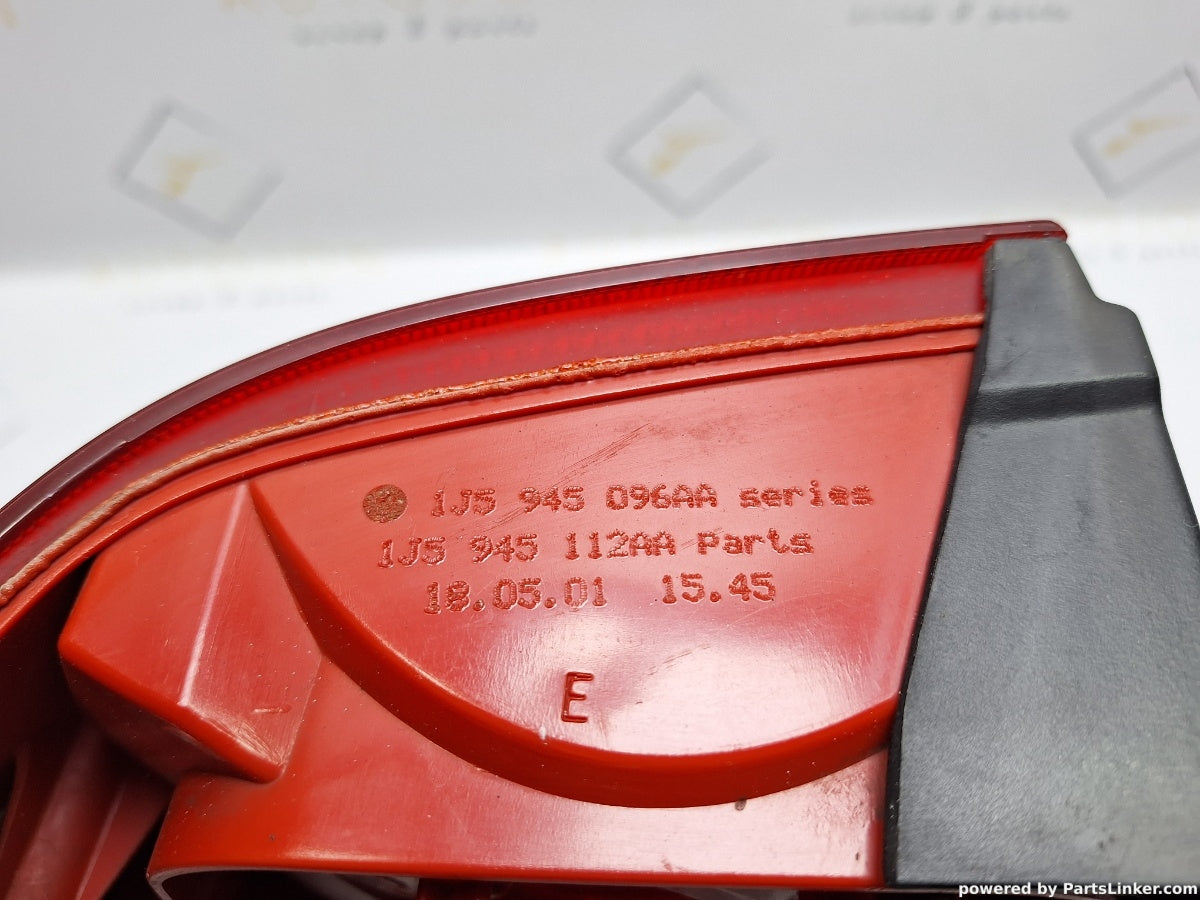 1J5 945 096AA series
1J5 945 112AA Parts
18.05.01 15.45
E
powered by PartsLinker.com